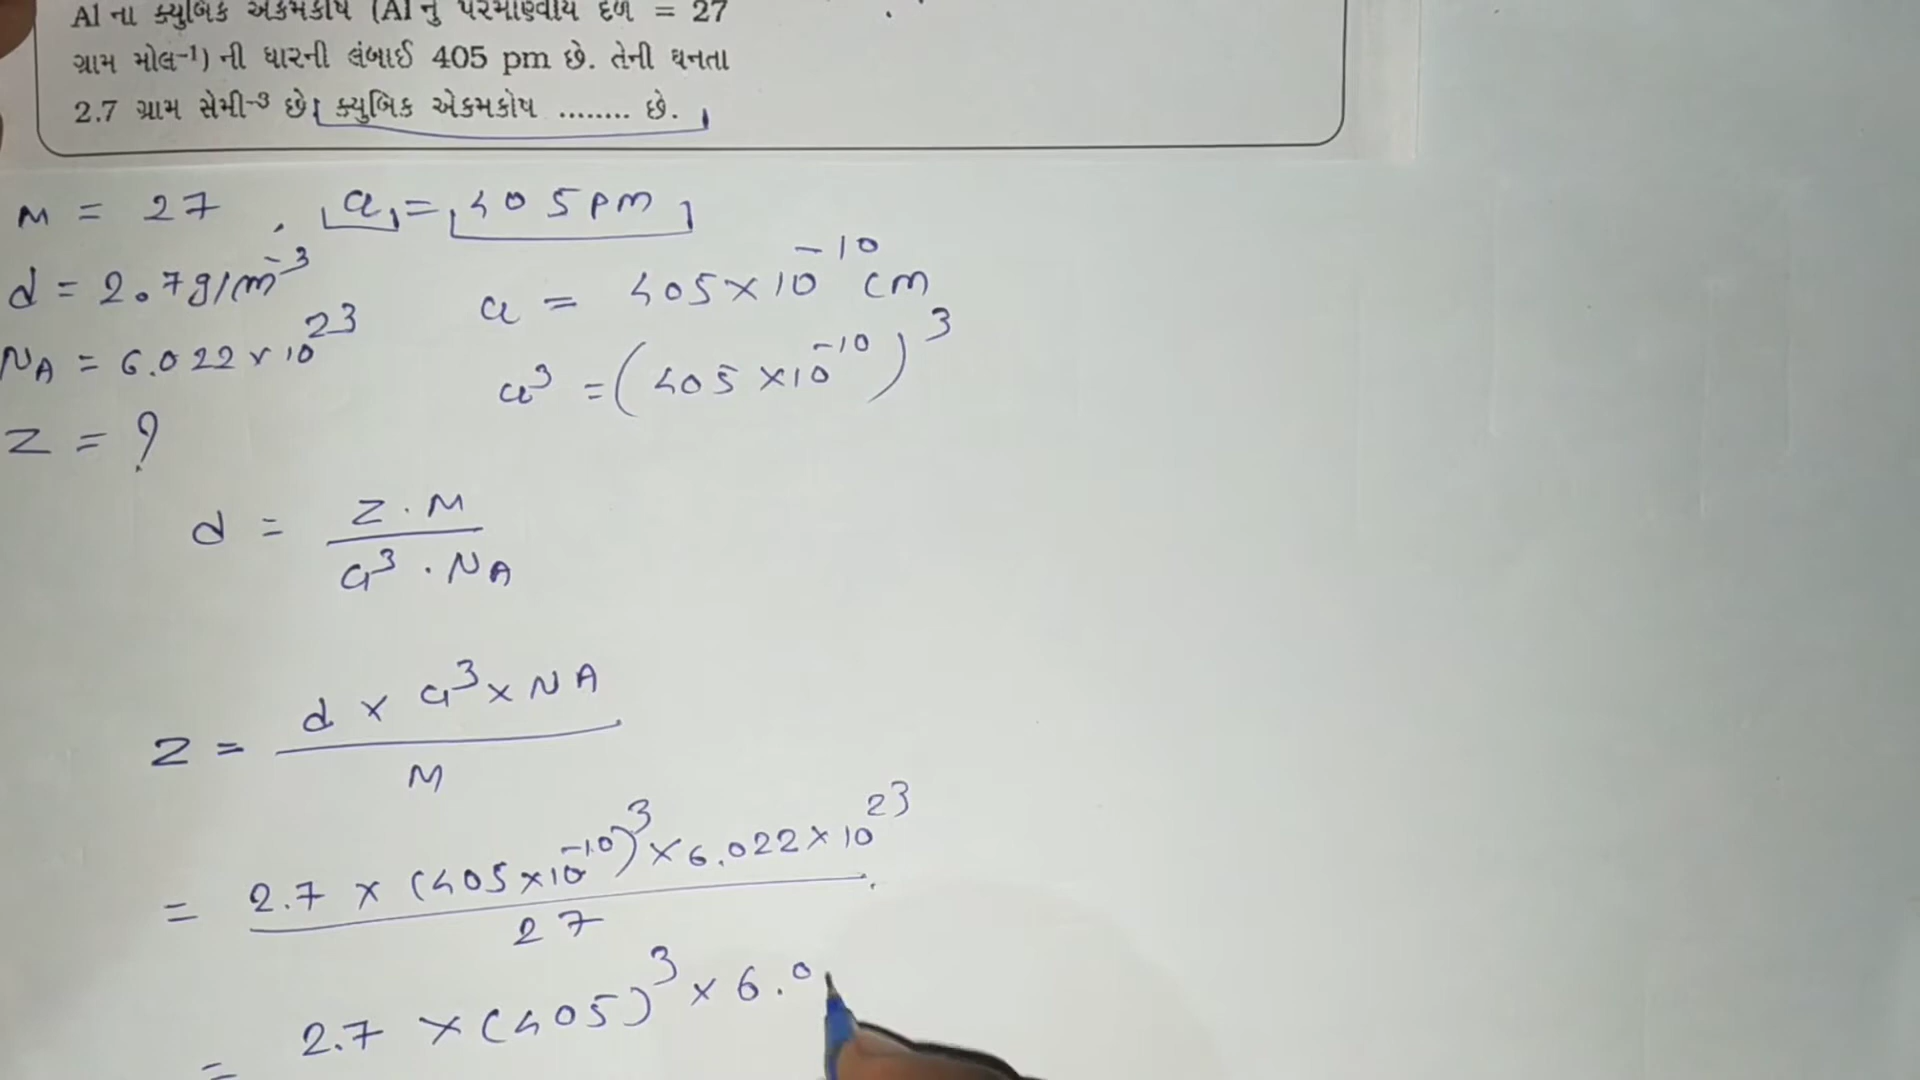 Al ના ક્યુબિક એકમકોષ (Al નું પરમાણ્વીય દળ = 27
ગ્રામ મોલ⁻¹) ની ધારની લંબાઈ 405 pm છે. તેની ઘનતા
2.7 ગ્રામ સેમી⁻³ છે. ક્યુબિક એકમકોષ ........ છે.
M = 27 , a = 405 pm
d = 2.7 g/cm⁻³
a = 405 × 10⁻¹⁰ cm
NA = 6.022 × 10²³
a³ = (405 × 10⁻¹⁰)³
Z = ?
d = Z . M / a³ . NA
Z = d × a³ × NA / M
= 2.7 × (405 × 10⁻¹⁰)³ × 6.022 × 10²³ / 27
= 2.7 × (405)³ × 6.0